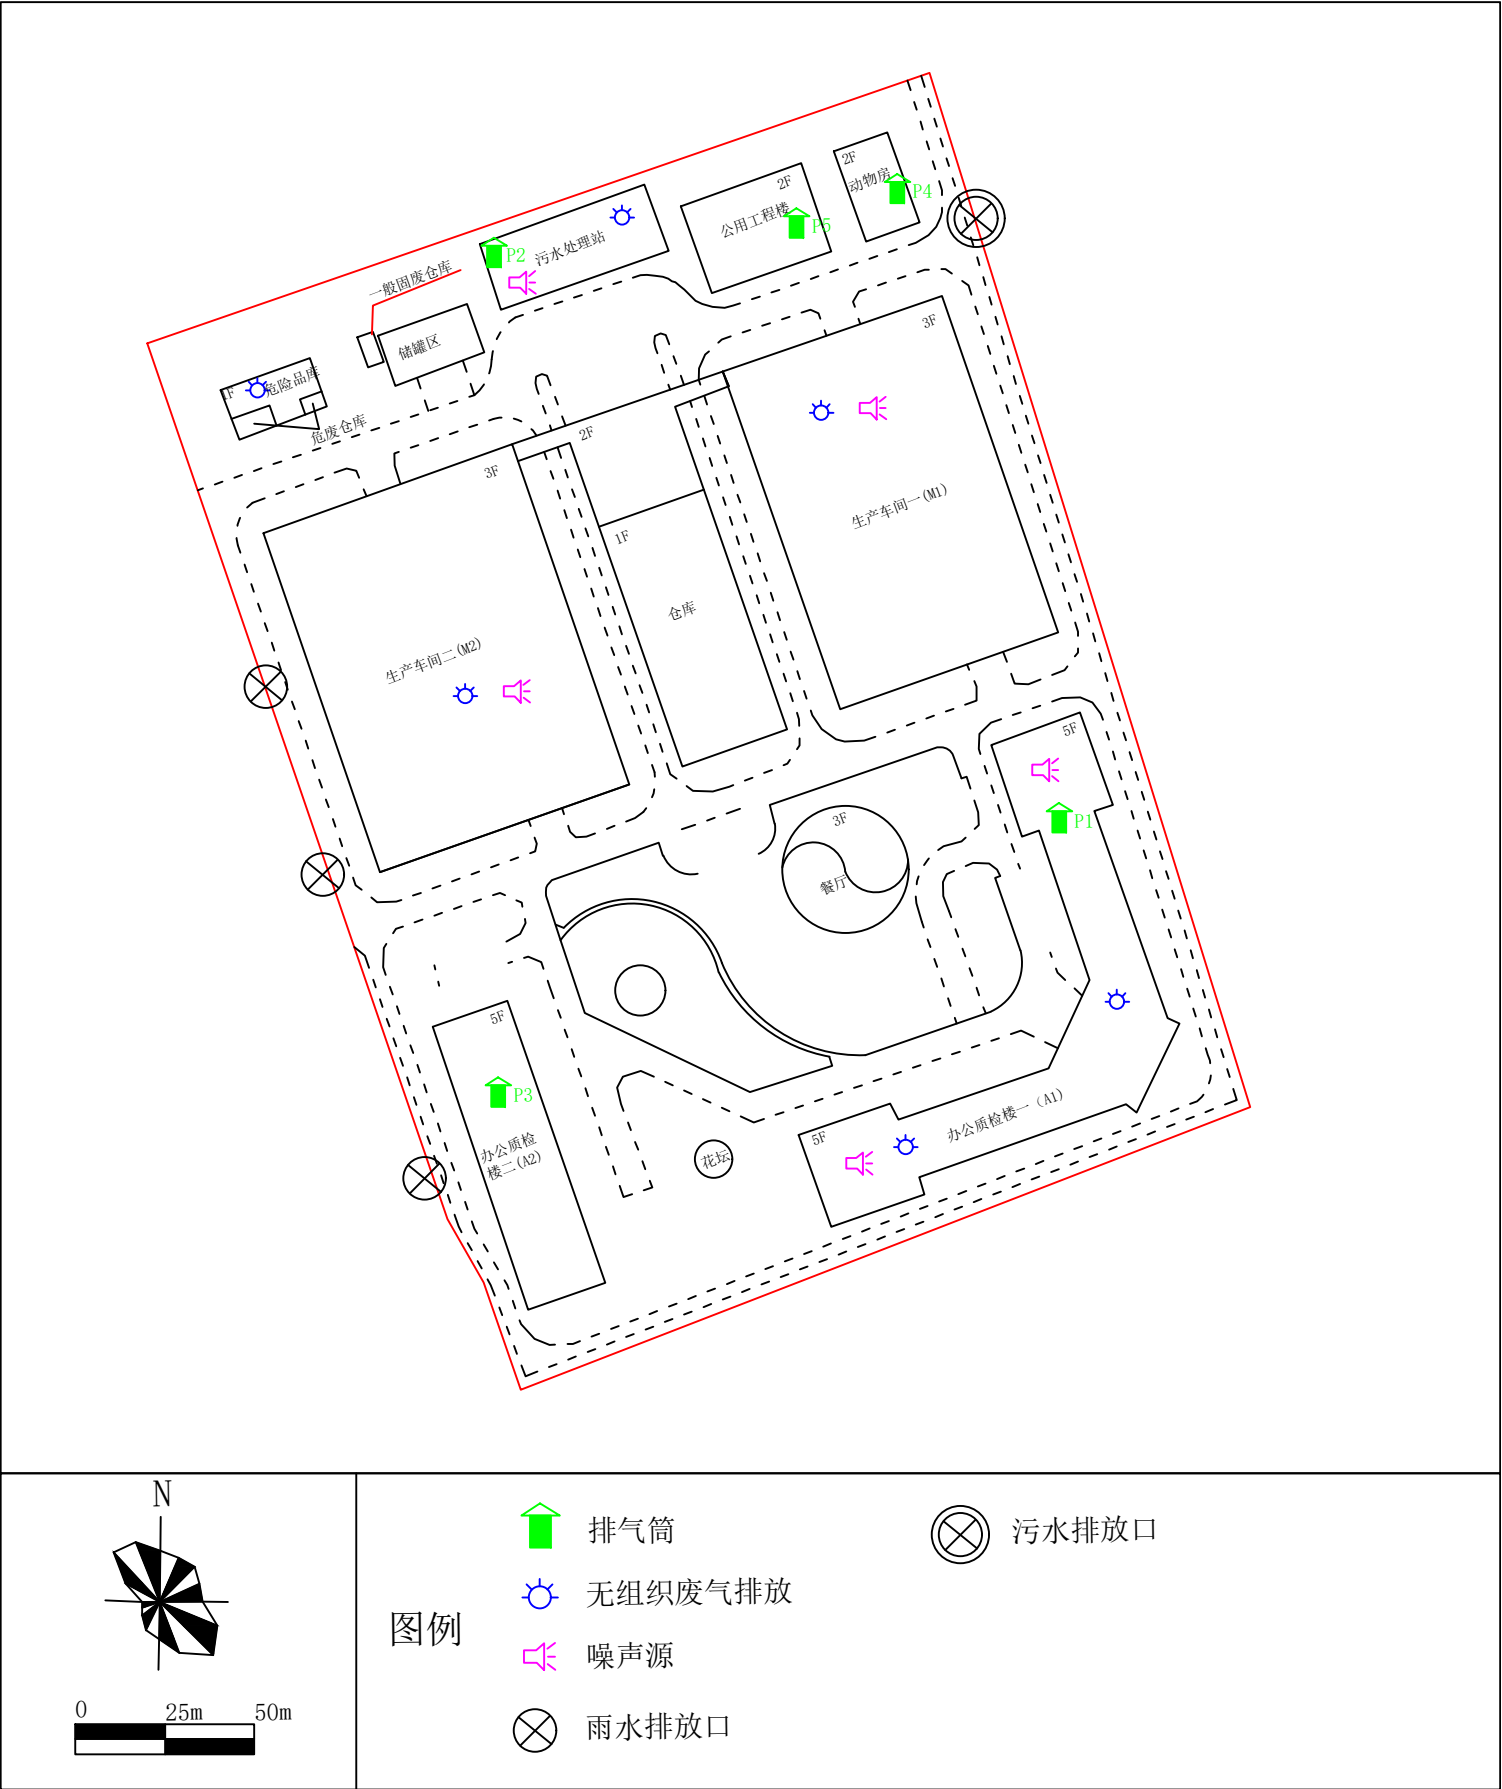 2F
动物房
P4
2F
公用工程楼
P5
污水处理站
P2
一般固废仓库
储罐区
1F
危险品库
危废仓库
3F
生产车间一(M1)
2F
1F
仓库
3F
生产车间二(M2)
5F
P1
3F
餐厅
5F
P3
办公质检
楼二(A2)
花坛
5F
办公质检楼一（A1）
N
0 25m 50m
图例
排气筒
无组织废气排放
噪声源
雨水排放口
污水排放口